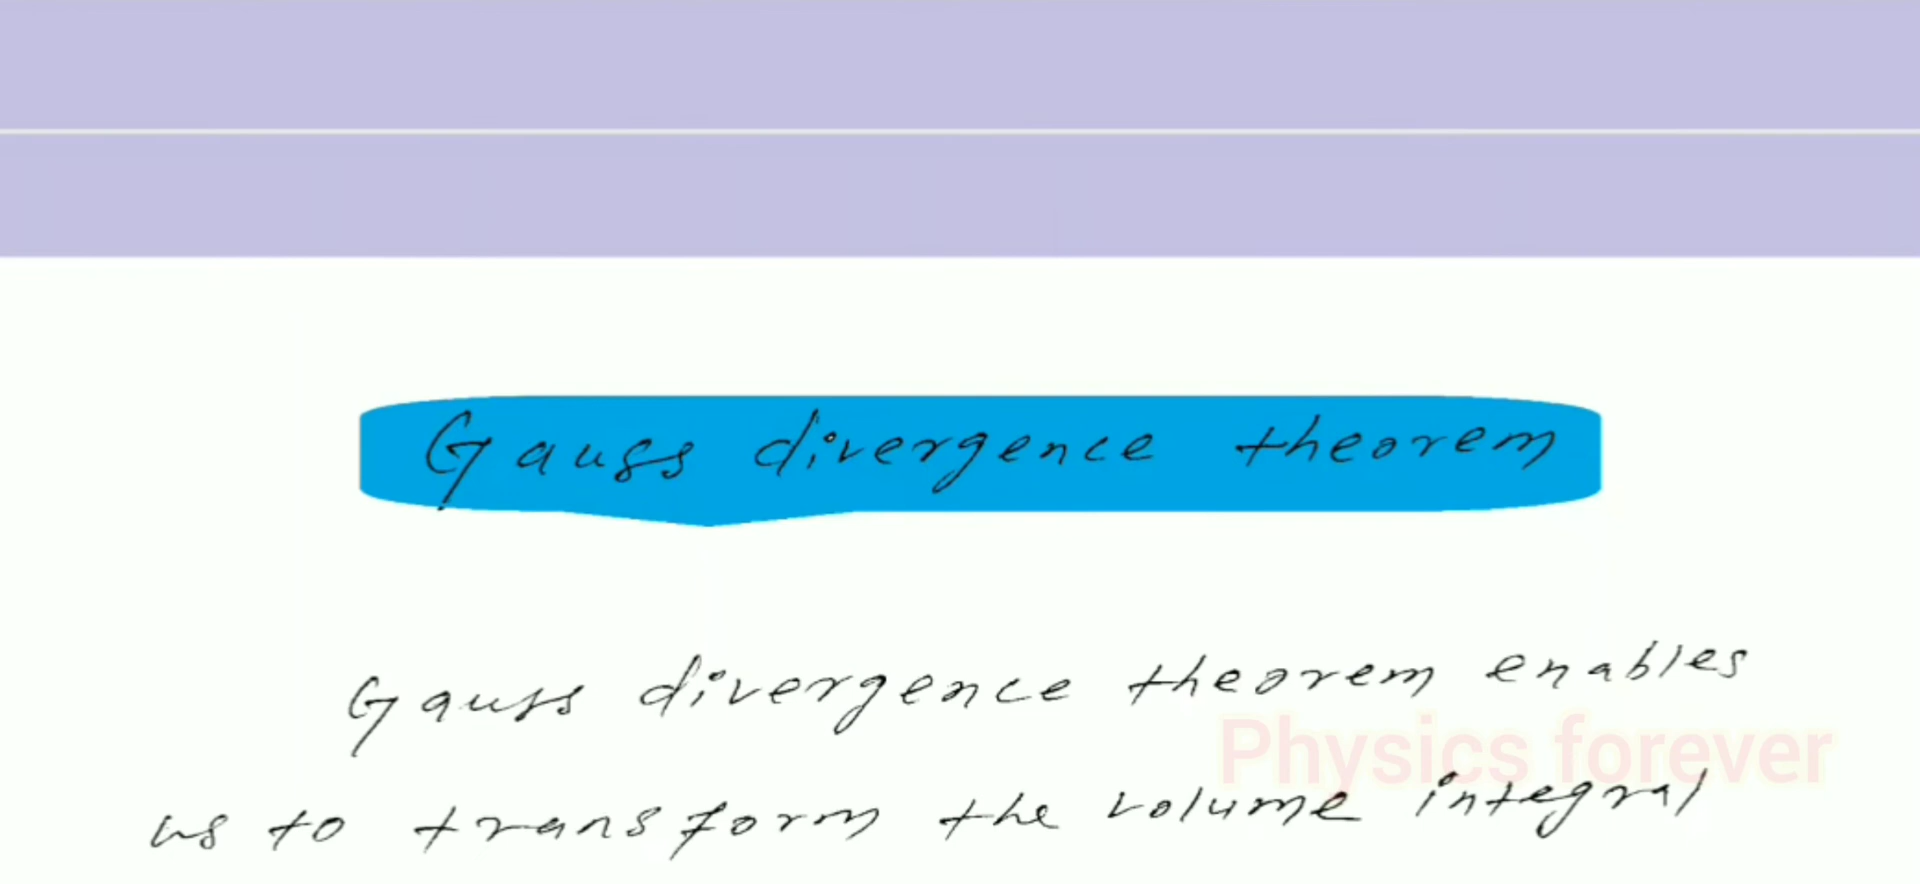 Gauss divergence theorem
Gauss divergence theorem enables
Physics forever
us to transform the volume integral